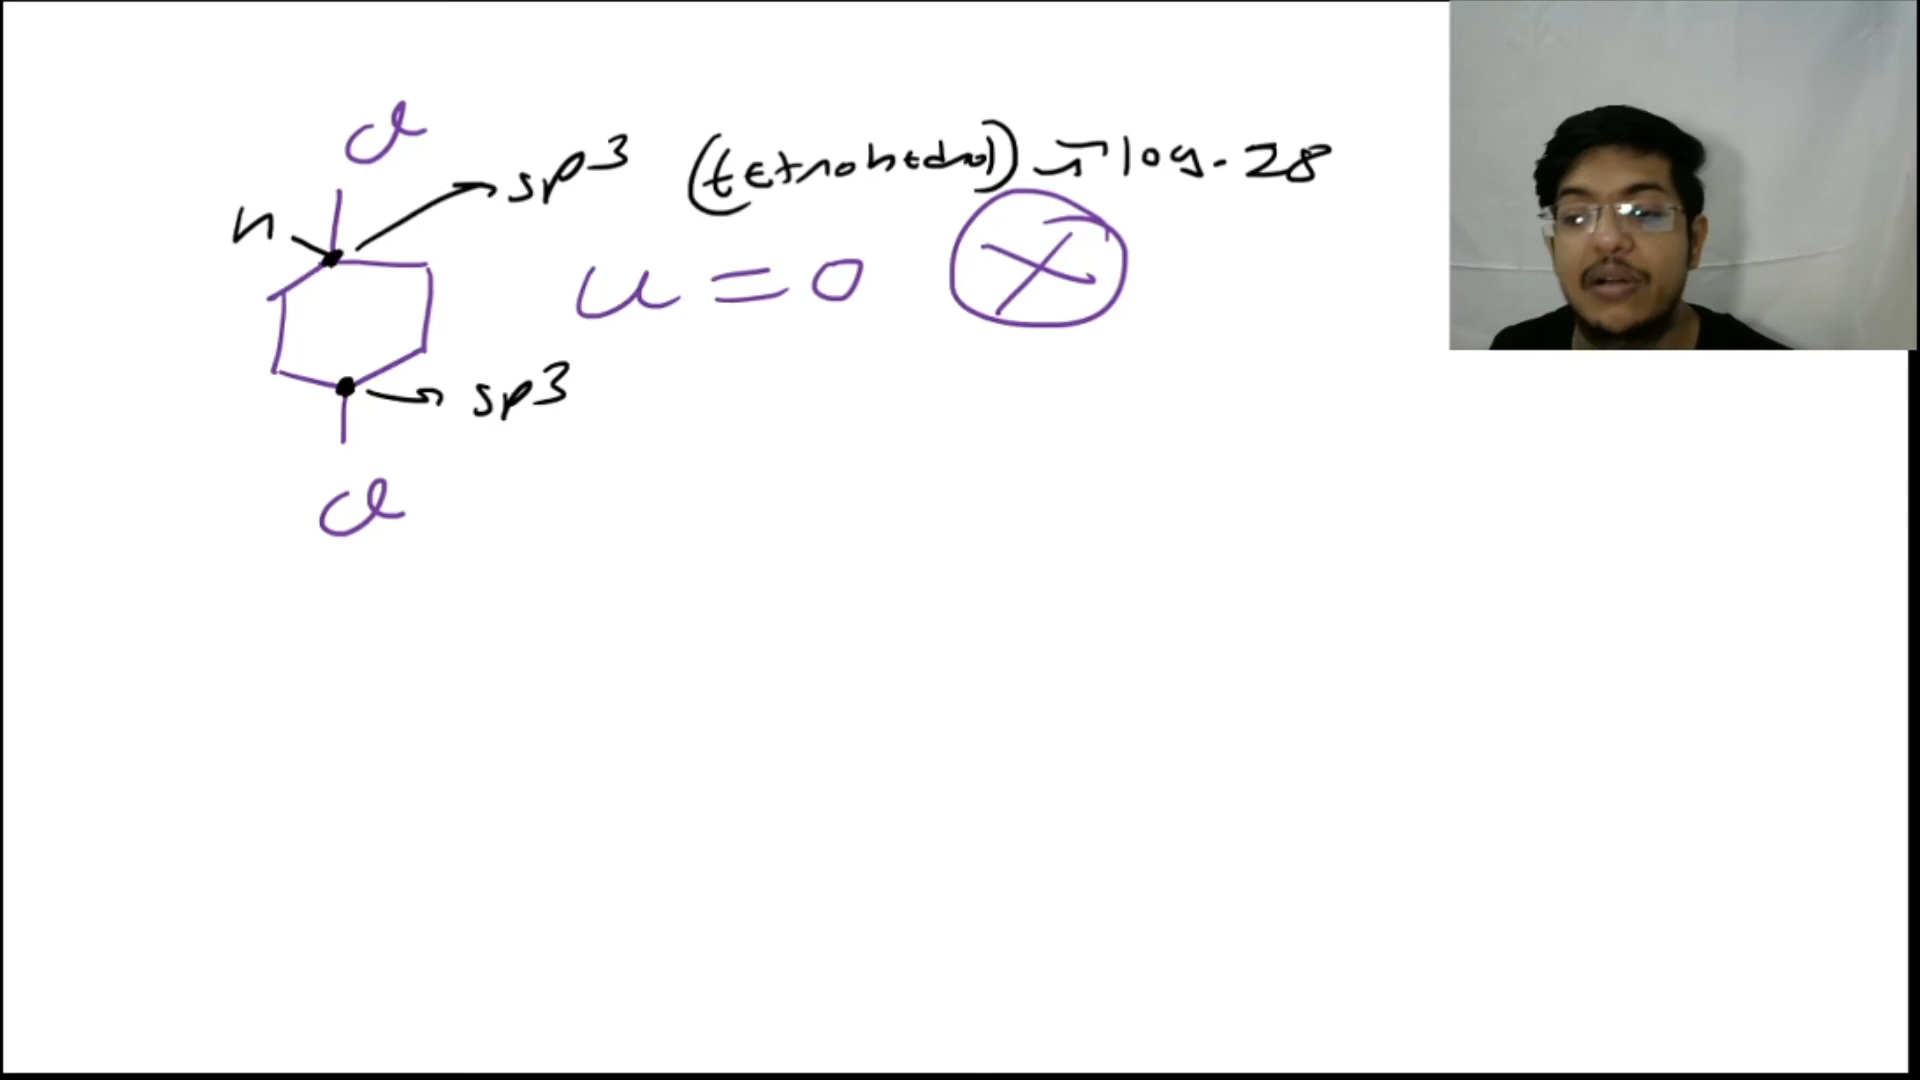 Cl
sp3 (tetrahedral) → 109.28
H
μ = 0
sp3
Cl